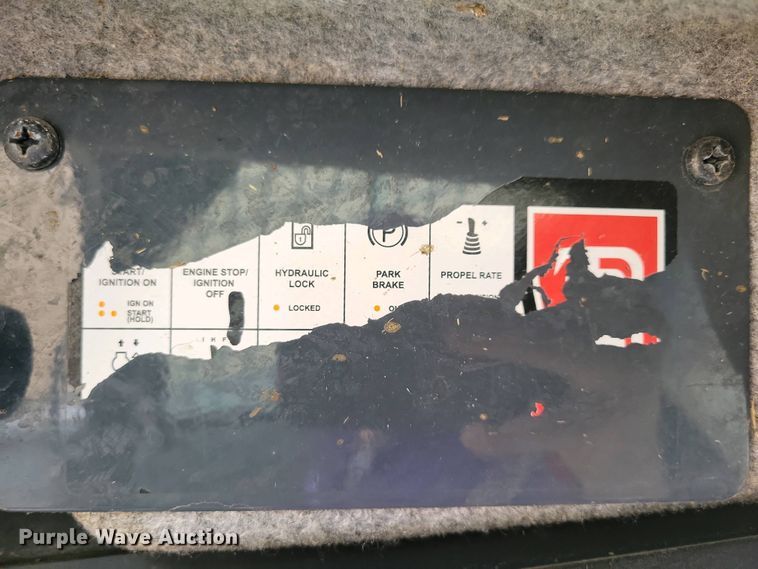 P
- +
START/
IGNITION ON
IGN ON
START
(HOLD)
ENGINE STOP/
IGNITION
OFF
HYDRAULIC
LOCK
LOCKED
PARK
BRAKE
PROPEL RATE
Purple Wave Auction